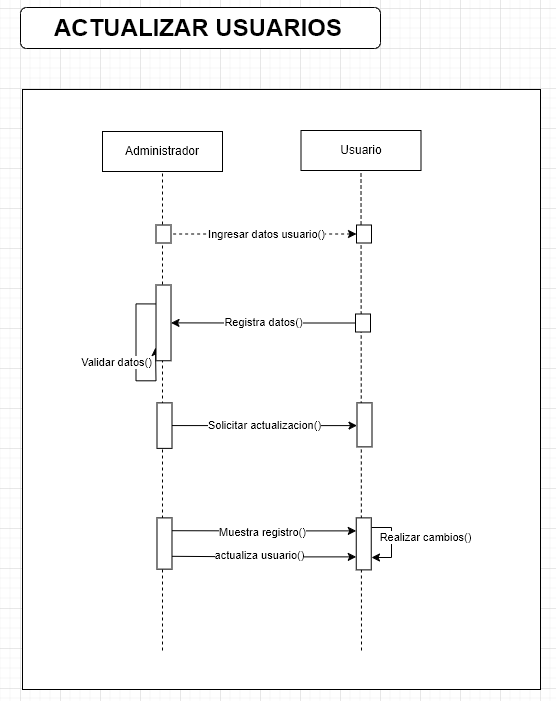 ACTUALIZAR USUARIOS
Administrador
Usuario
Ingresar datos usuario()
Registra datos()
Validar datos()
Solicitar actualizacion()
Muestra registro()
Realizar cambios()
actualiza usuario()